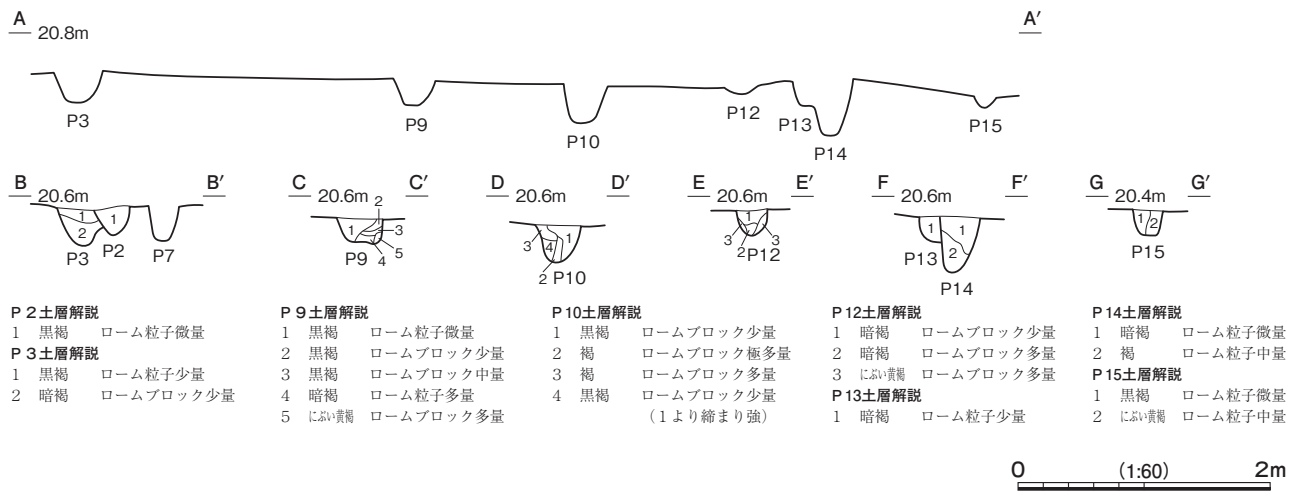 A A′
20.8m
P3 P9 P10 P12 P13 P14 P15
B 20.6m B′ C 20.6m C′ D 20.6m D′ E 20.6m E′ F 20.6m F′ G 20.4m G′
1 2 1 P3 P2 P7
1 2 3 5 4 P9
3 1 4 2 P10
1 3 2 3 P12
1 1 2 P13 P14
1 2 P15
P2土層解説
1 黒褐 ローム粒子微量
P3土層解説
1 黒褐 ローム粒子少量
2 暗褐 ロームブロック少量
P9土層解説
1 黒褐 ローム粒子微量
2 黒褐 ロームブロック少量
3 黒褐 ロームブロック中量
4 暗褐 ローム粒子多量
5 にぶい黄褐 ロームブロック多量
P10土層解説
1 黒褐 ロームブロック少量
2 褐 ロームブロック極多量
3 褐 ロームブロック多量
4 黒褐 ロームブロック少量
(1より締まり強)
P12土層解説
1 暗褐 ロームブロック少量
2 暗褐 ロームブロック多量
3 にぶい黄褐 ロームブロック多量
P13土層解説
1 暗褐 ローム粒子少量
P14土層解説
1 暗褐 ローム粒子微量
2 褐 ローム粒子中量
P15土層解説
1 黒褐 ローム粒子微量
2 にぶい黄褐 ローム粒子中量
0 (1:60) 2m